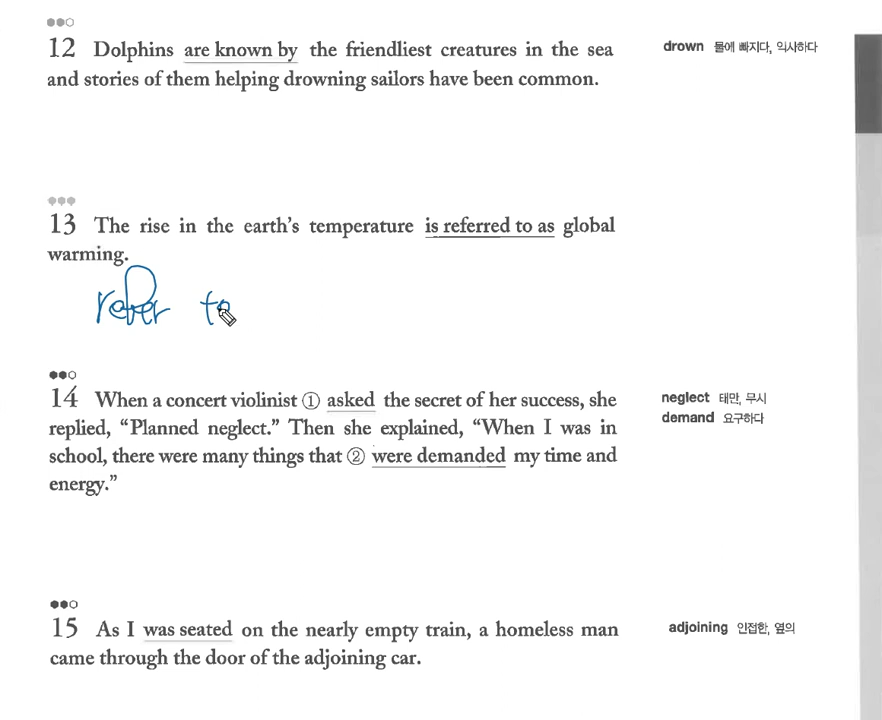 12 Dolphins are known by the friendliest creatures in the sea
and stories of them helping drowning sailors have been common.
drown 물에 빠지다, 익사하다
13 The rise in the earth's temperature is referred to as global
warming.
refer to
14 When a concert violinist ① asked the secret of her success, she
replied, “Planned neglect.” Then she explained, “When I was in
school, there were many things that ② were demanded my time and
energy.”
neglect 태만, 무시
demand 요구하다
15 As I was seated on the nearly empty train, a homeless man
came through the door of the adjoining car.
adjoining 인접한, 옆의